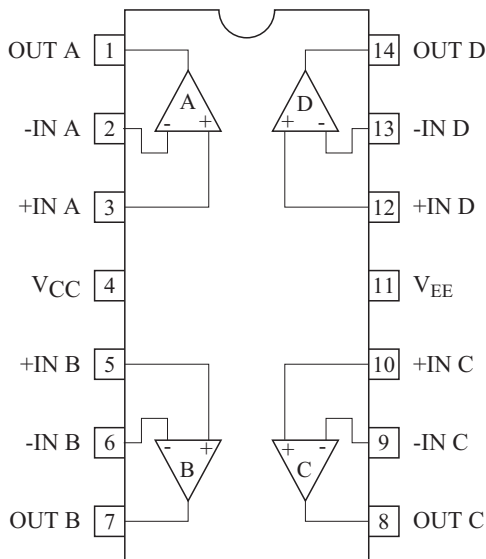 OUT A 1 14 OUT D
A D
-IN A 2 - + + - 13 -IN D
+IN A 3 12 +IN D
VCC 4 11 VEE
+IN B 5 10 +IN C
-IN B 6 - + + - 9 -IN C
B C
OUT B 7 8 OUT C